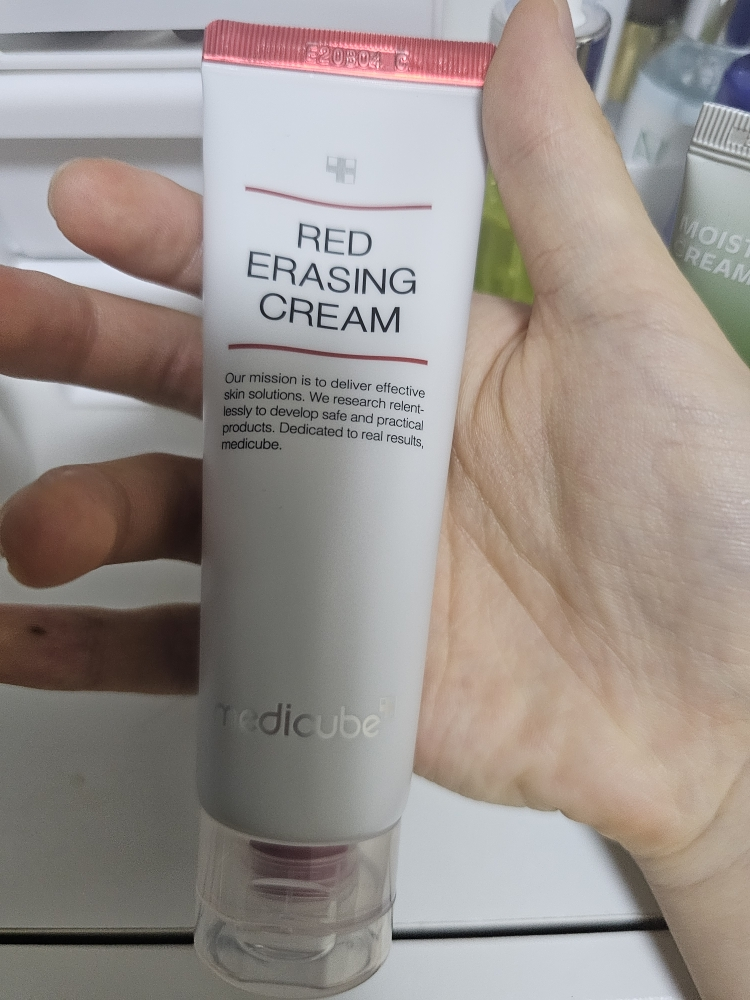 E20B04 C
RED
ERASING
CREAM
Our mission is to deliver effective
skin solutions. We research relent-
lessly to develop safe and practical
products. Dedicated to real results,
medicube.
medicube
MOIST
CREAM